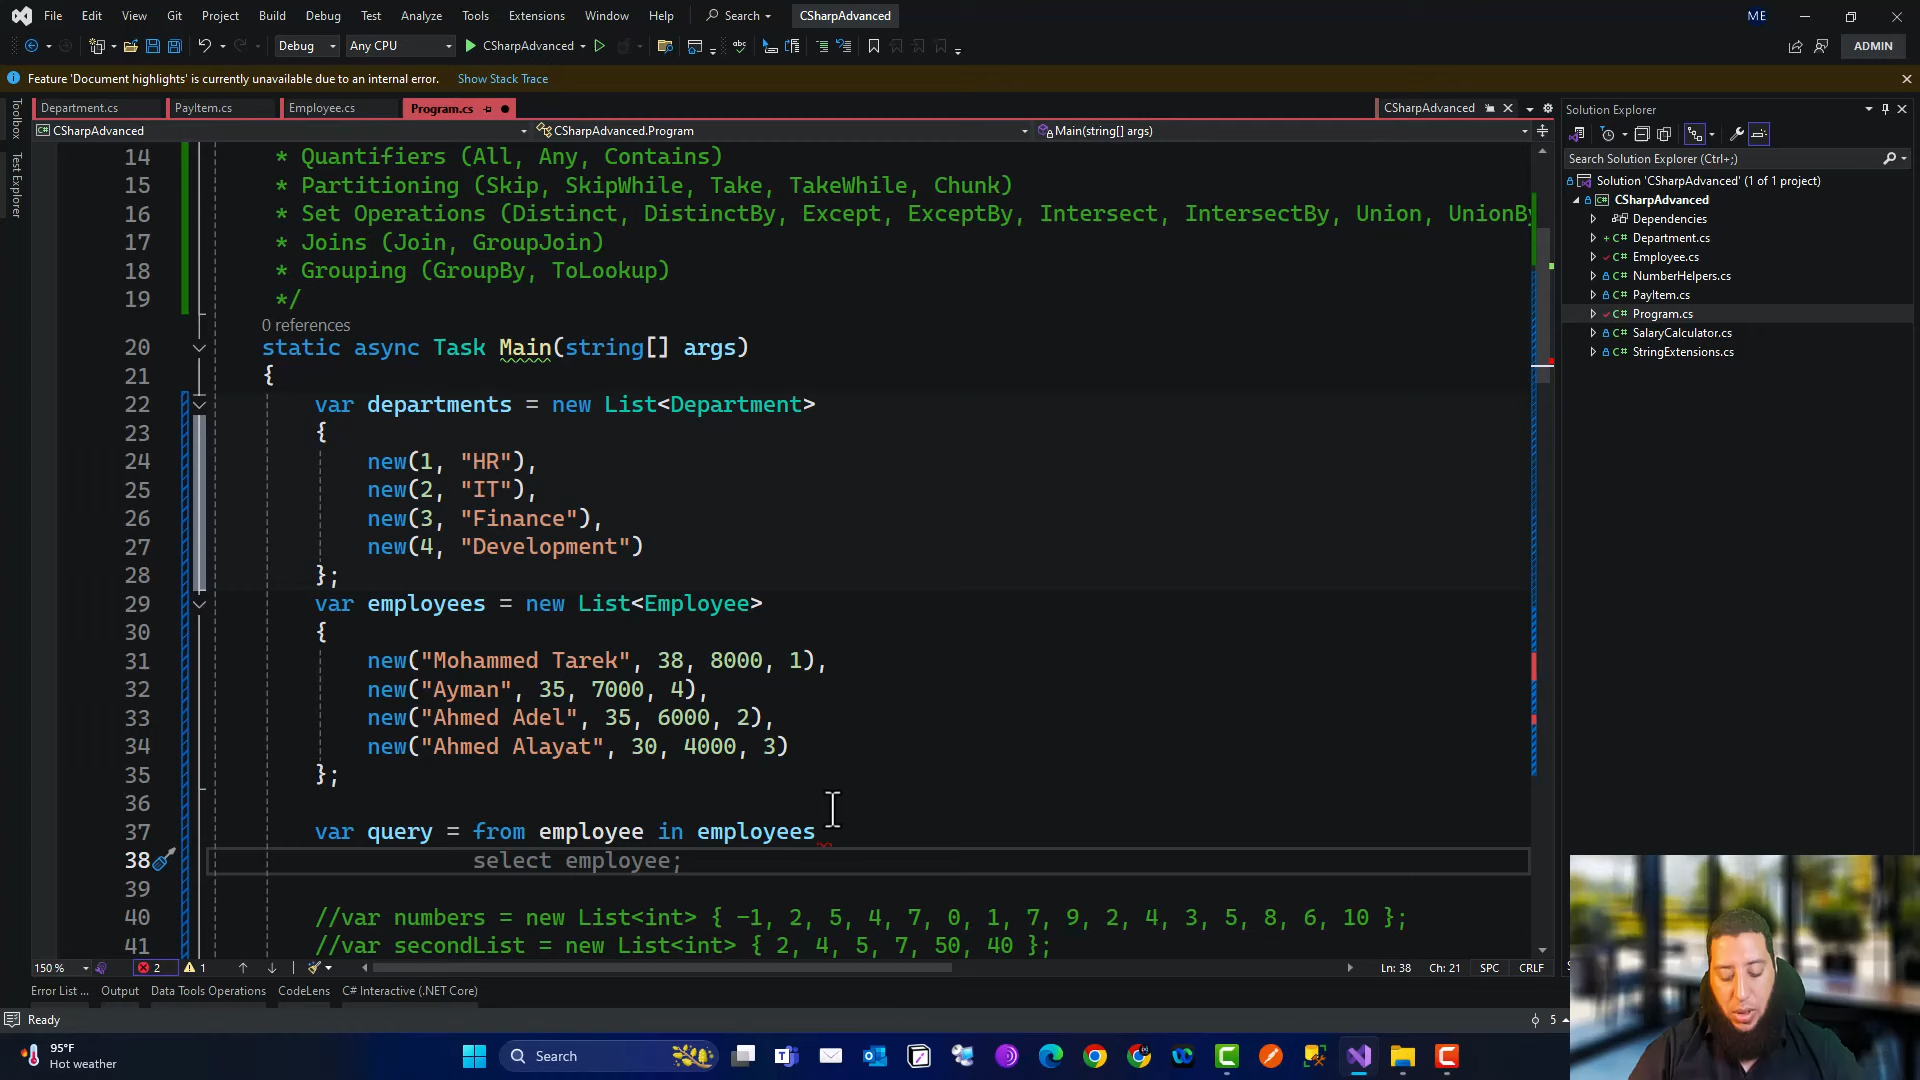 File Edit View Git Project Build Debug Test Analyze Tools Extensions Window Help Search CSharpAdvanced ME
Debug Any CPU CSharpAdvanced ADMIN
Feature 'Document highlights' is currently unavailable due to an internal error. Show Stack Trace
Department.cs PayItem.cs Employee.cs Program.cs CSharpAdvanced
CSharpAdvanced CSharpAdvanced.Program Main(string[] args)
Toolbox
Test Explorer
14 * Quantifiers (All, Any, Contains)
15 * Partitioning (Skip, SkipWhile, Take, TakeWhile, Chunk)
16 * Set Operations (Distinct, DistinctBy, Except, ExceptBy, Intersect, IntersectBy, Union, UnionBy
17 * Joins (Join, GroupJoin)
18 * Grouping (GroupBy, ToLookup)
19 */
0 references
20 static async Task Main(string[] args)
21 {
22 var departments = new List<Department>
23 {
24 new(1, "HR"),
25 new(2, "IT"),
26 new(3, "Finance"),
27 new(4, "Development")
28 };
29 var employees = new List<Employee>
30 {
31 new("Mohammed Tarek", 38, 8000, 1),
32 new("Ayman", 35, 7000, 4),
33 new("Ahmed Adel", 35, 6000, 2),
34 new("Ahmed Alayat", 30, 4000, 3)
35 };
36
37 var query = from employee in employees
38 select employee;
39
40 //var numbers = new List<int> { -1, 2, 5, 4, 7, 0, 1, 7, 9, 2, 4, 3, 5, 8, 6, 10 };
41 //var secondList = new List<int> { 2, 4, 5, 7, 50, 40 };
150 % 2 1 Ln: 38 Ch: 21 SPC CRLF
Error List ... Output Data Tools Operations CodeLens C# Interactive (.NET Core)
Ready 5
Solution Explorer
Search Solution Explorer (Ctrl+;)
Solution 'CSharpAdvanced' (1 of 1 project)
CSharpAdvanced
Dependencies
C# Department.cs
C# Employee.cs
C# NumberHelpers.cs
C# PayItem.cs
C# Program.cs
C# SalaryCalculator.cs
C# StringExtensions.cs
95°F
Hot weather
Search